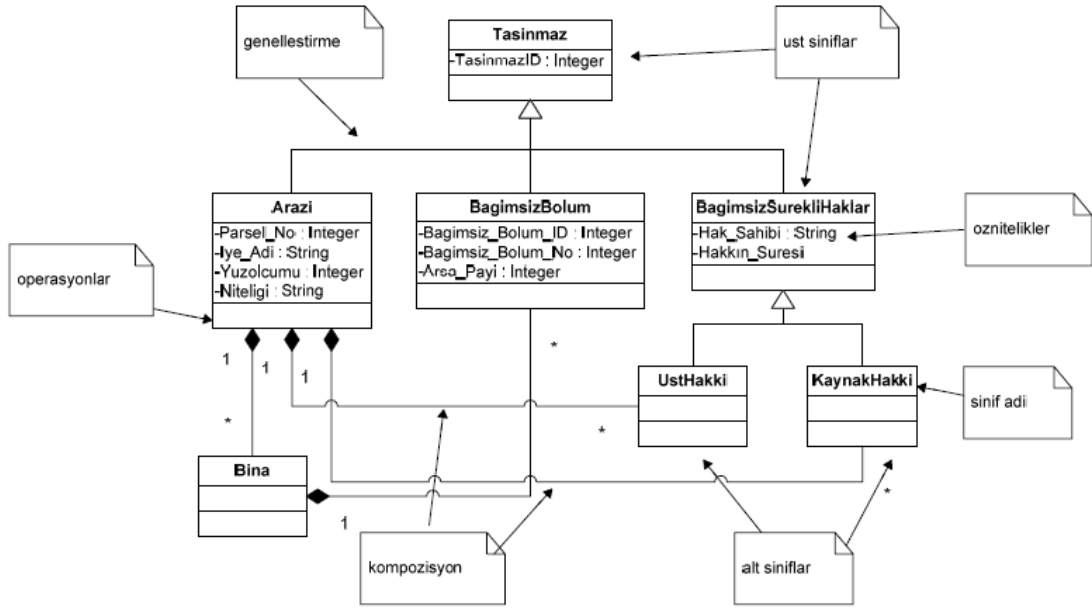 genellestirme
Tasinmaz
-TasinmazID : Integer
ust siniflar
Arazi
-Parsel_No : Integer
-Iye_Adi : String
-Yuzolcumu : Integer
-Niteligi : String
BagimsizBolum
-Bagimsiz_Bolum_ID : Integer
-Bagimsiz_Bolum_No : Integer
-Arsa_Payi : Integer
BagimsizSurekliHaklar
-Hak_Sahibi : String
-Hakkın_Suresi
oznitelikler
operasyonlar
1
1
1
*
UstHakki
KaynakHakki
sinif adi
*
*
Bina
1
*
kompozisyon
alt siniflar